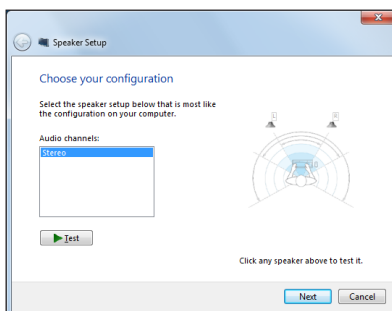 Speaker Setup
Choose your configuration
Select the speaker setup below that is most like
the configuration on your computer.
Audio channels:
Stereo
L
R
Test
Click any speaker above to test it.
Next
Cancel